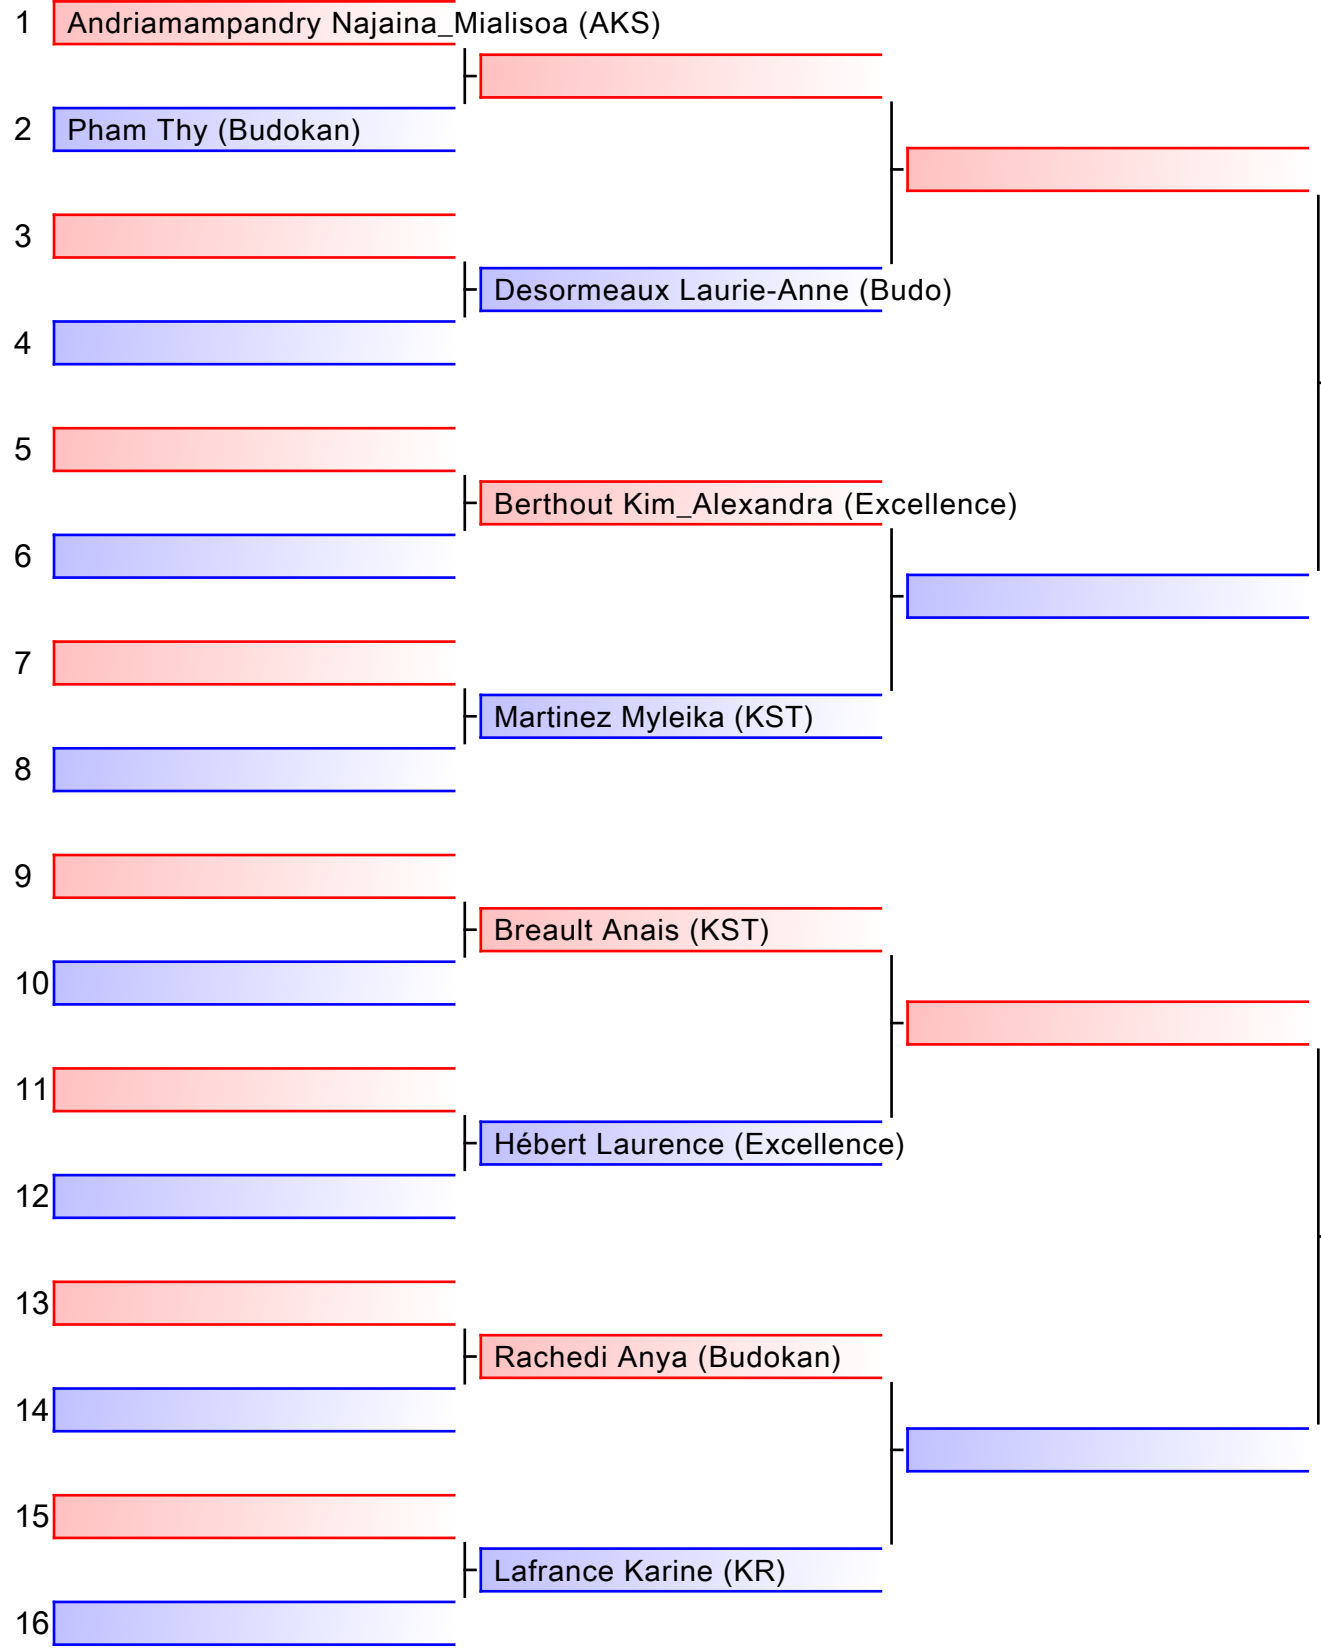 1 Andriamampandry Najaina_Mialisoa (AKS)
2 Pham Thy (Budokan)
3
Desormeaux Laurie-Anne (Budo)
4
5
Berthout Kim_Alexandra (Excellence)
6
7
Martinez Myleika (KST)
8
9
Breault Anais (KST)
10
11
Hébert Laurence (Excellence)
12
13
Rachedi Anya (Budokan)
14
15
Lafrance Karine (KR)
16